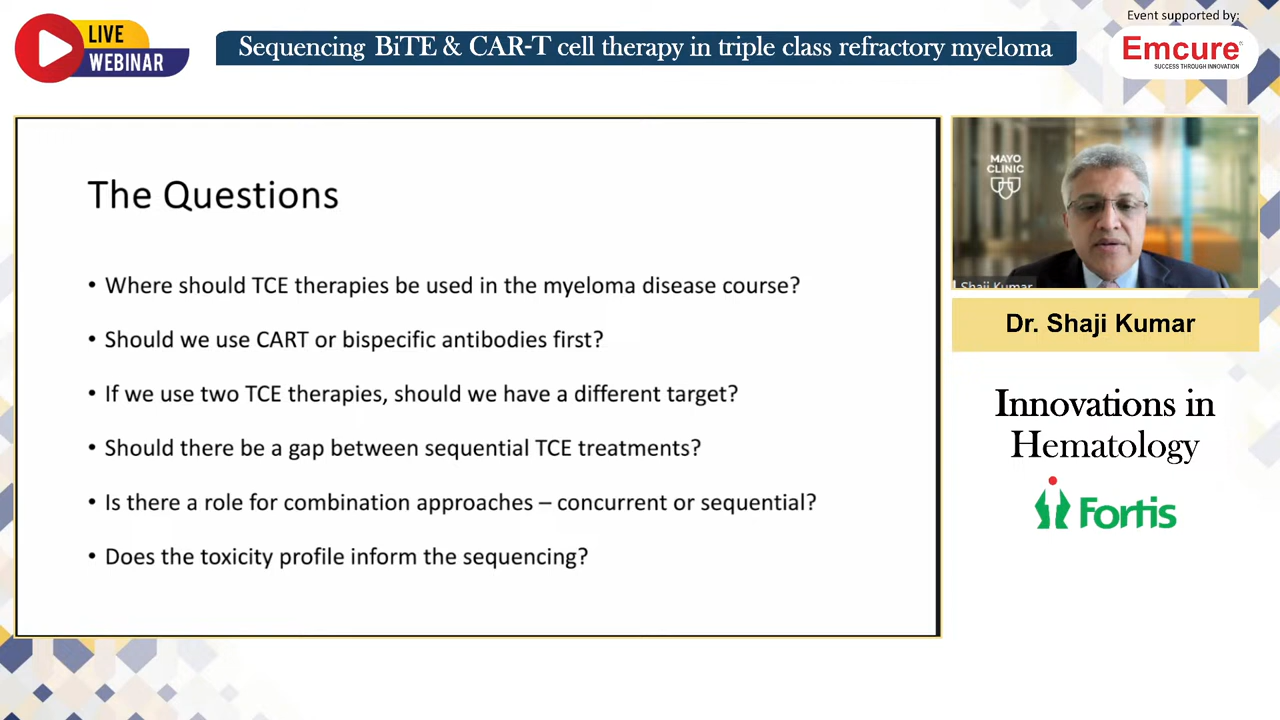 LIVE
WEBINAR
Sequencing BiTE & CAR-T cell therapy in triple class refractory myeloma
Event supported by:
Emcure®
SUCCESS THROUGH INNOVATION
The Questions
• Where should TCE therapies be used in the myeloma disease course?
• Should we use CART or bispecific antibodies first?
• If we use two TCE therapies, should we have a different target?
• Should there be a gap between sequential TCE treatments?
• Is there a role for combination approaches – concurrent or sequential?
• Does the toxicity profile inform the sequencing?
MAYO
CLINIC
Shaji Kumar
Dr. Shaji Kumar
Innovations in
Hematology
Fortis